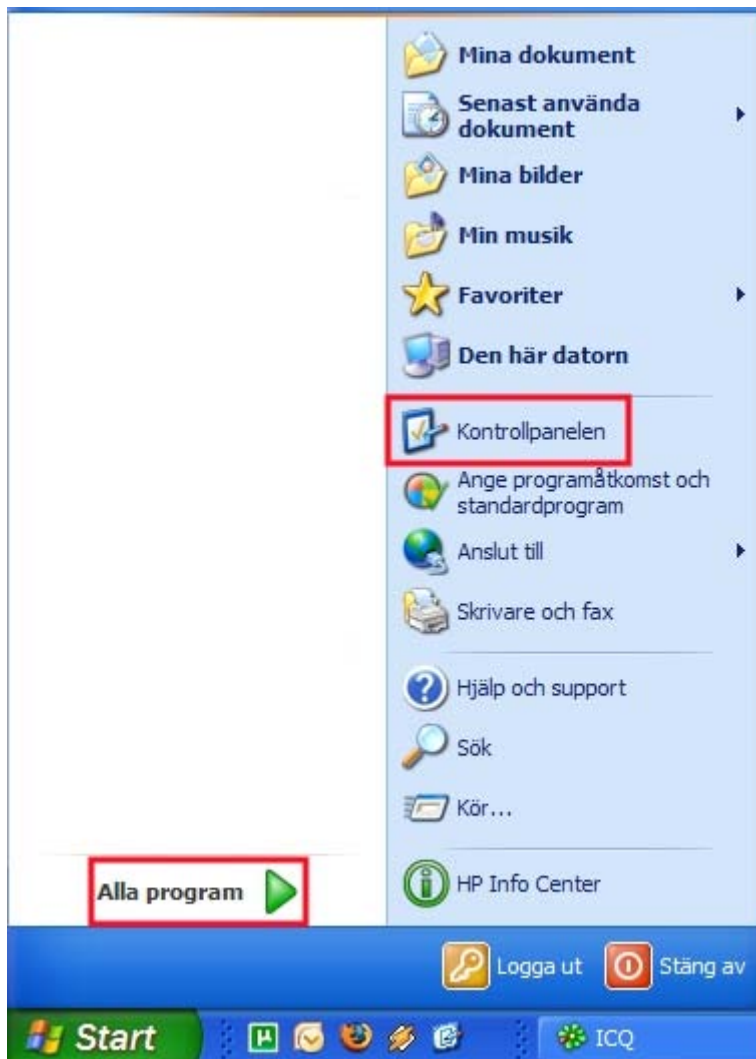 Mina dokument
Senast använda
dokument
Mina bilder
Min musik
Favoriter
Den här datorn
Kontrollpanelen
Ange programåtkomst och
standardprogram
Anslut till
Skrivare och fax
Hjälp och support
Sök
Kör...
Alla program
HP Info Center
Logga ut
Stäng av
Start
µ
ICQ